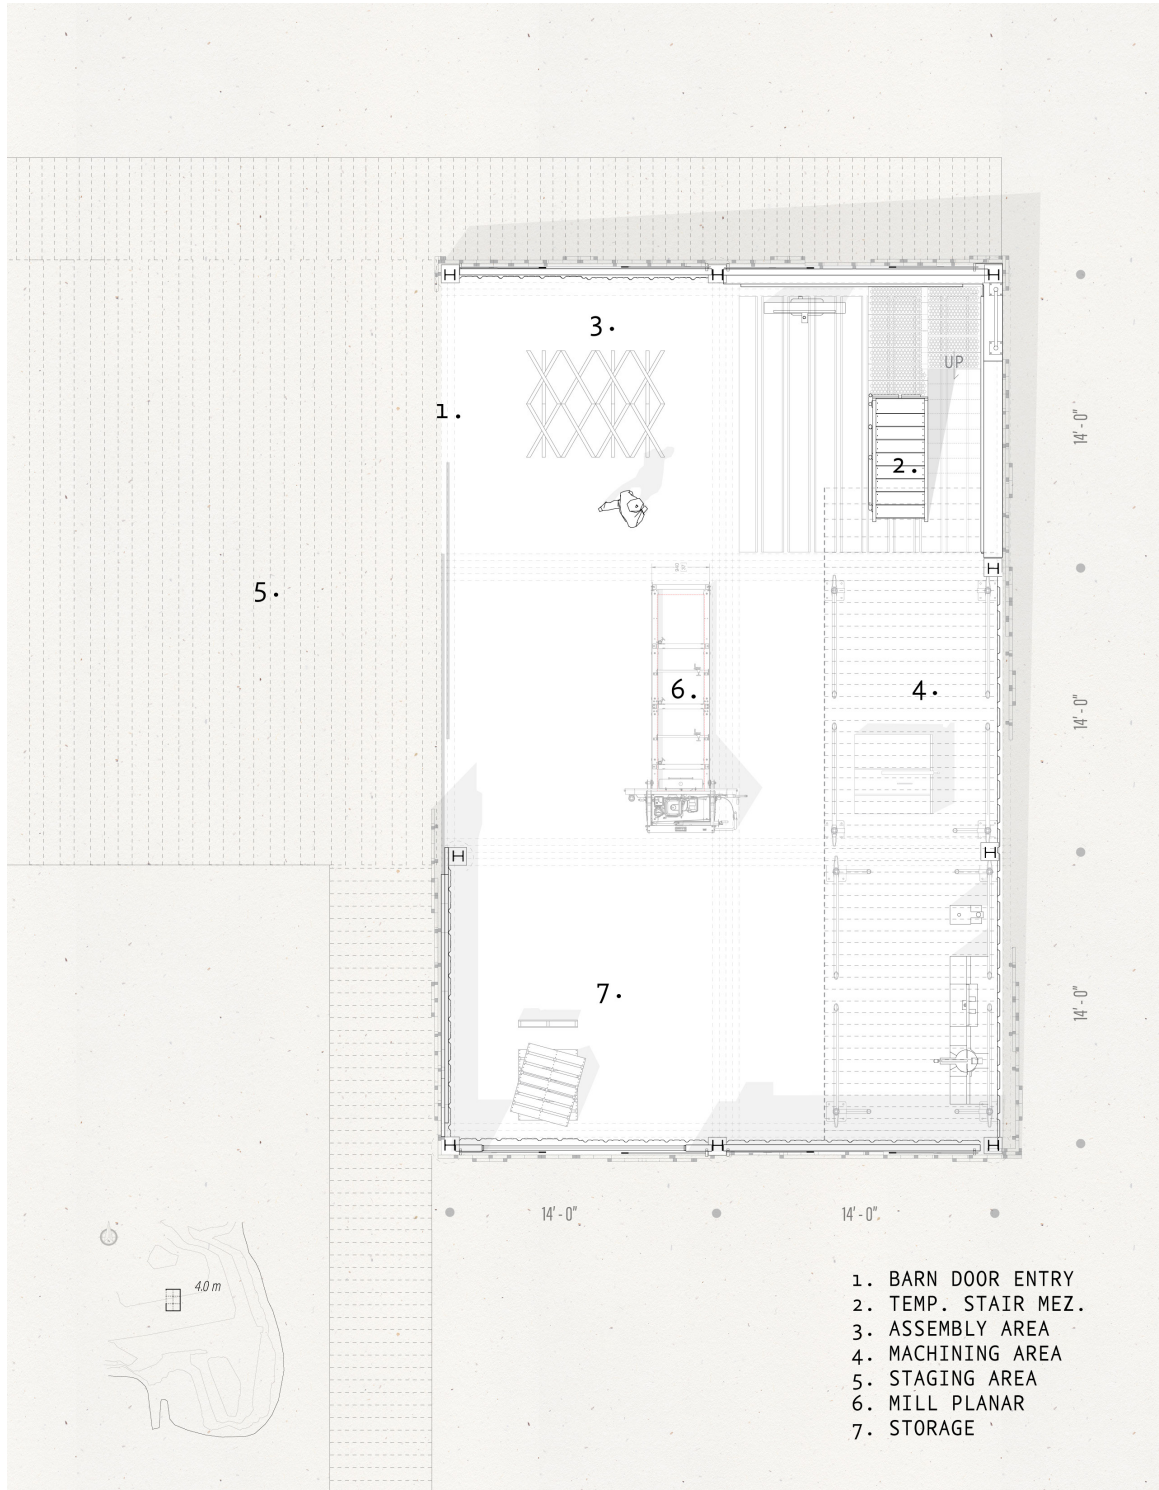 3.
UP
1.
14'-0"
2.
5.
6.
4.
14'-0"
7.
14'-0"
14'-0"
14'-0"
4.0 m
1. BARN DOOR ENTRY
2. TEMP. STAIR MEZ.
3. ASSEMBLY AREA
4. MACHINING AREA
5. STAGING AREA
6. MILL PLANAR
7. STORAGE